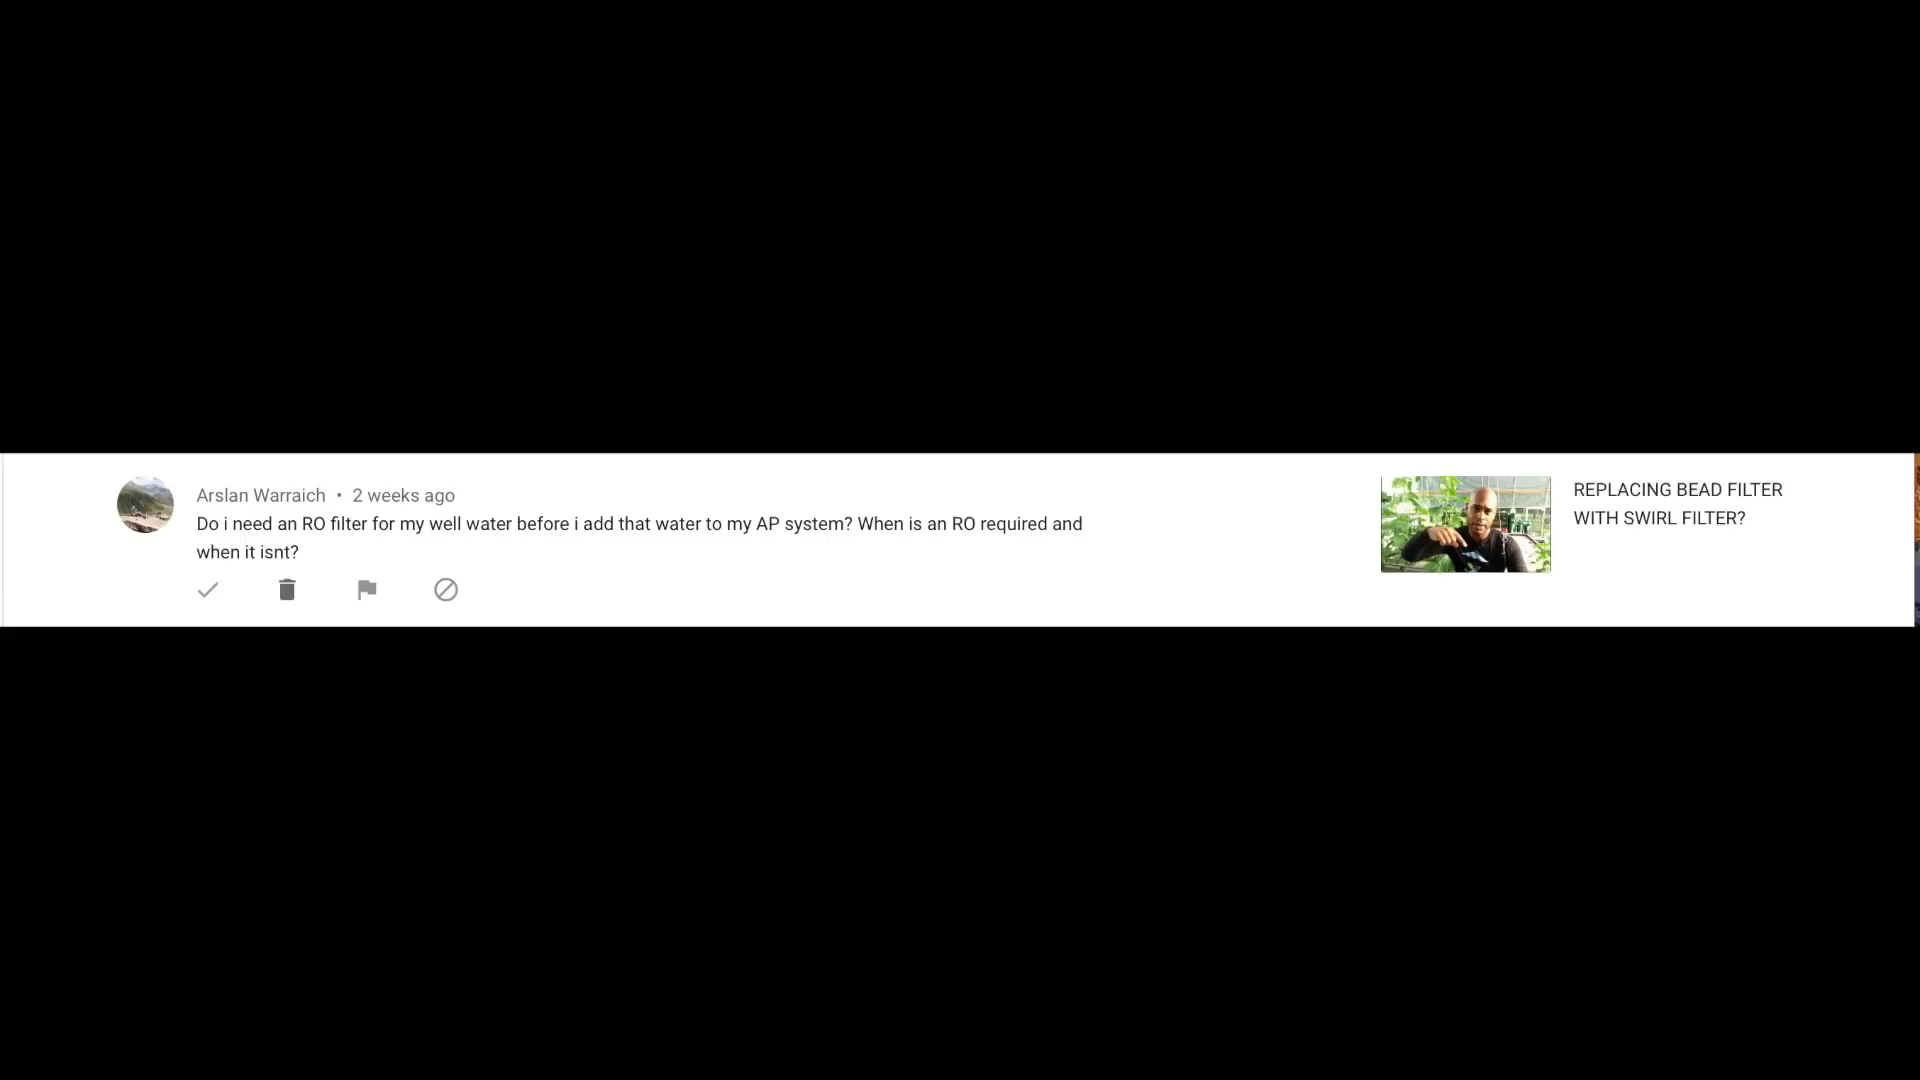 Arslan Warraich • 2 weeks ago
Do i need an RO filter for my well water before i add that water to my AP system? When is an RO required and
when it isnt?
REPLACING BEAD FILTER
WITH SWIRL FILTER?